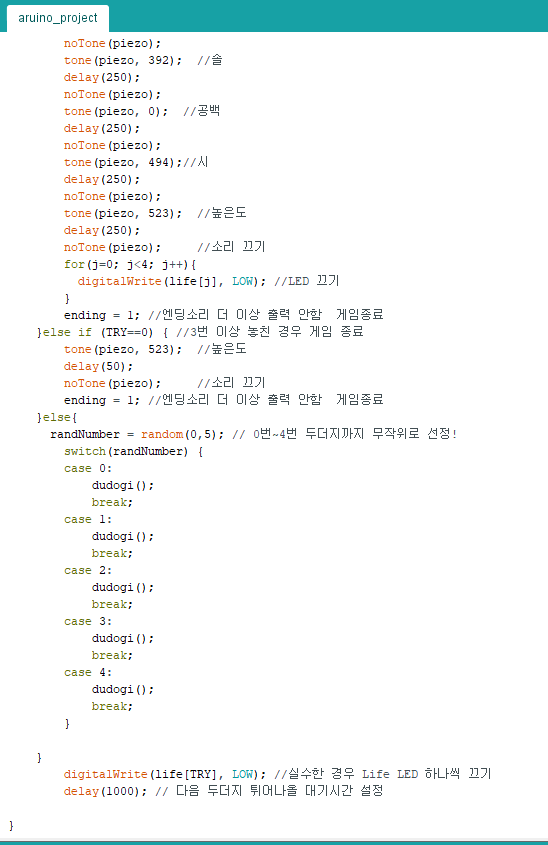 aruino_project
noTone(piezo);
tone(piezo, 392);  //솔
delay(250);
noTone(piezo);
tone(piezo, 0);  //공백
delay(250);
noTone(piezo);
tone(piezo, 494);//시
delay(250);
noTone(piezo);
tone(piezo, 523);  //높은도
delay(250);
noTone(piezo);     //소리 끄기
for(j=0; j<4; j++){
digitalWrite(life[j], LOW); //LED 끄기
}
ending = 1; //엔딩소리 더 이상 출력 안함  게임종료
}else if (TRY==0) { //3번 이상 놓친 경우 게임 종료
tone(piezo, 523);  //높은도
delay(50);
noTone(piezo);     //소리 끄기
ending = 1; //엔딩소리 더 이상 출력 안함  게임종료
}else{
randNumber = random(0,5); // 0번~4번 두더지까지 무작위로 선정!
switch(randNumber) {
case 0:
dudogi();
break;
case 1:
dudogi();
break;
case 2:
dudogi();
break;
case 3:
dudogi();
break;
case 4:
dudogi();
break;
}
}
digitalWrite(life[TRY], LOW); //실수한 경우 Life LED 하나씩 끄기
delay(1000); // 다음 두더지 튀어나올 대기시간 설정
}